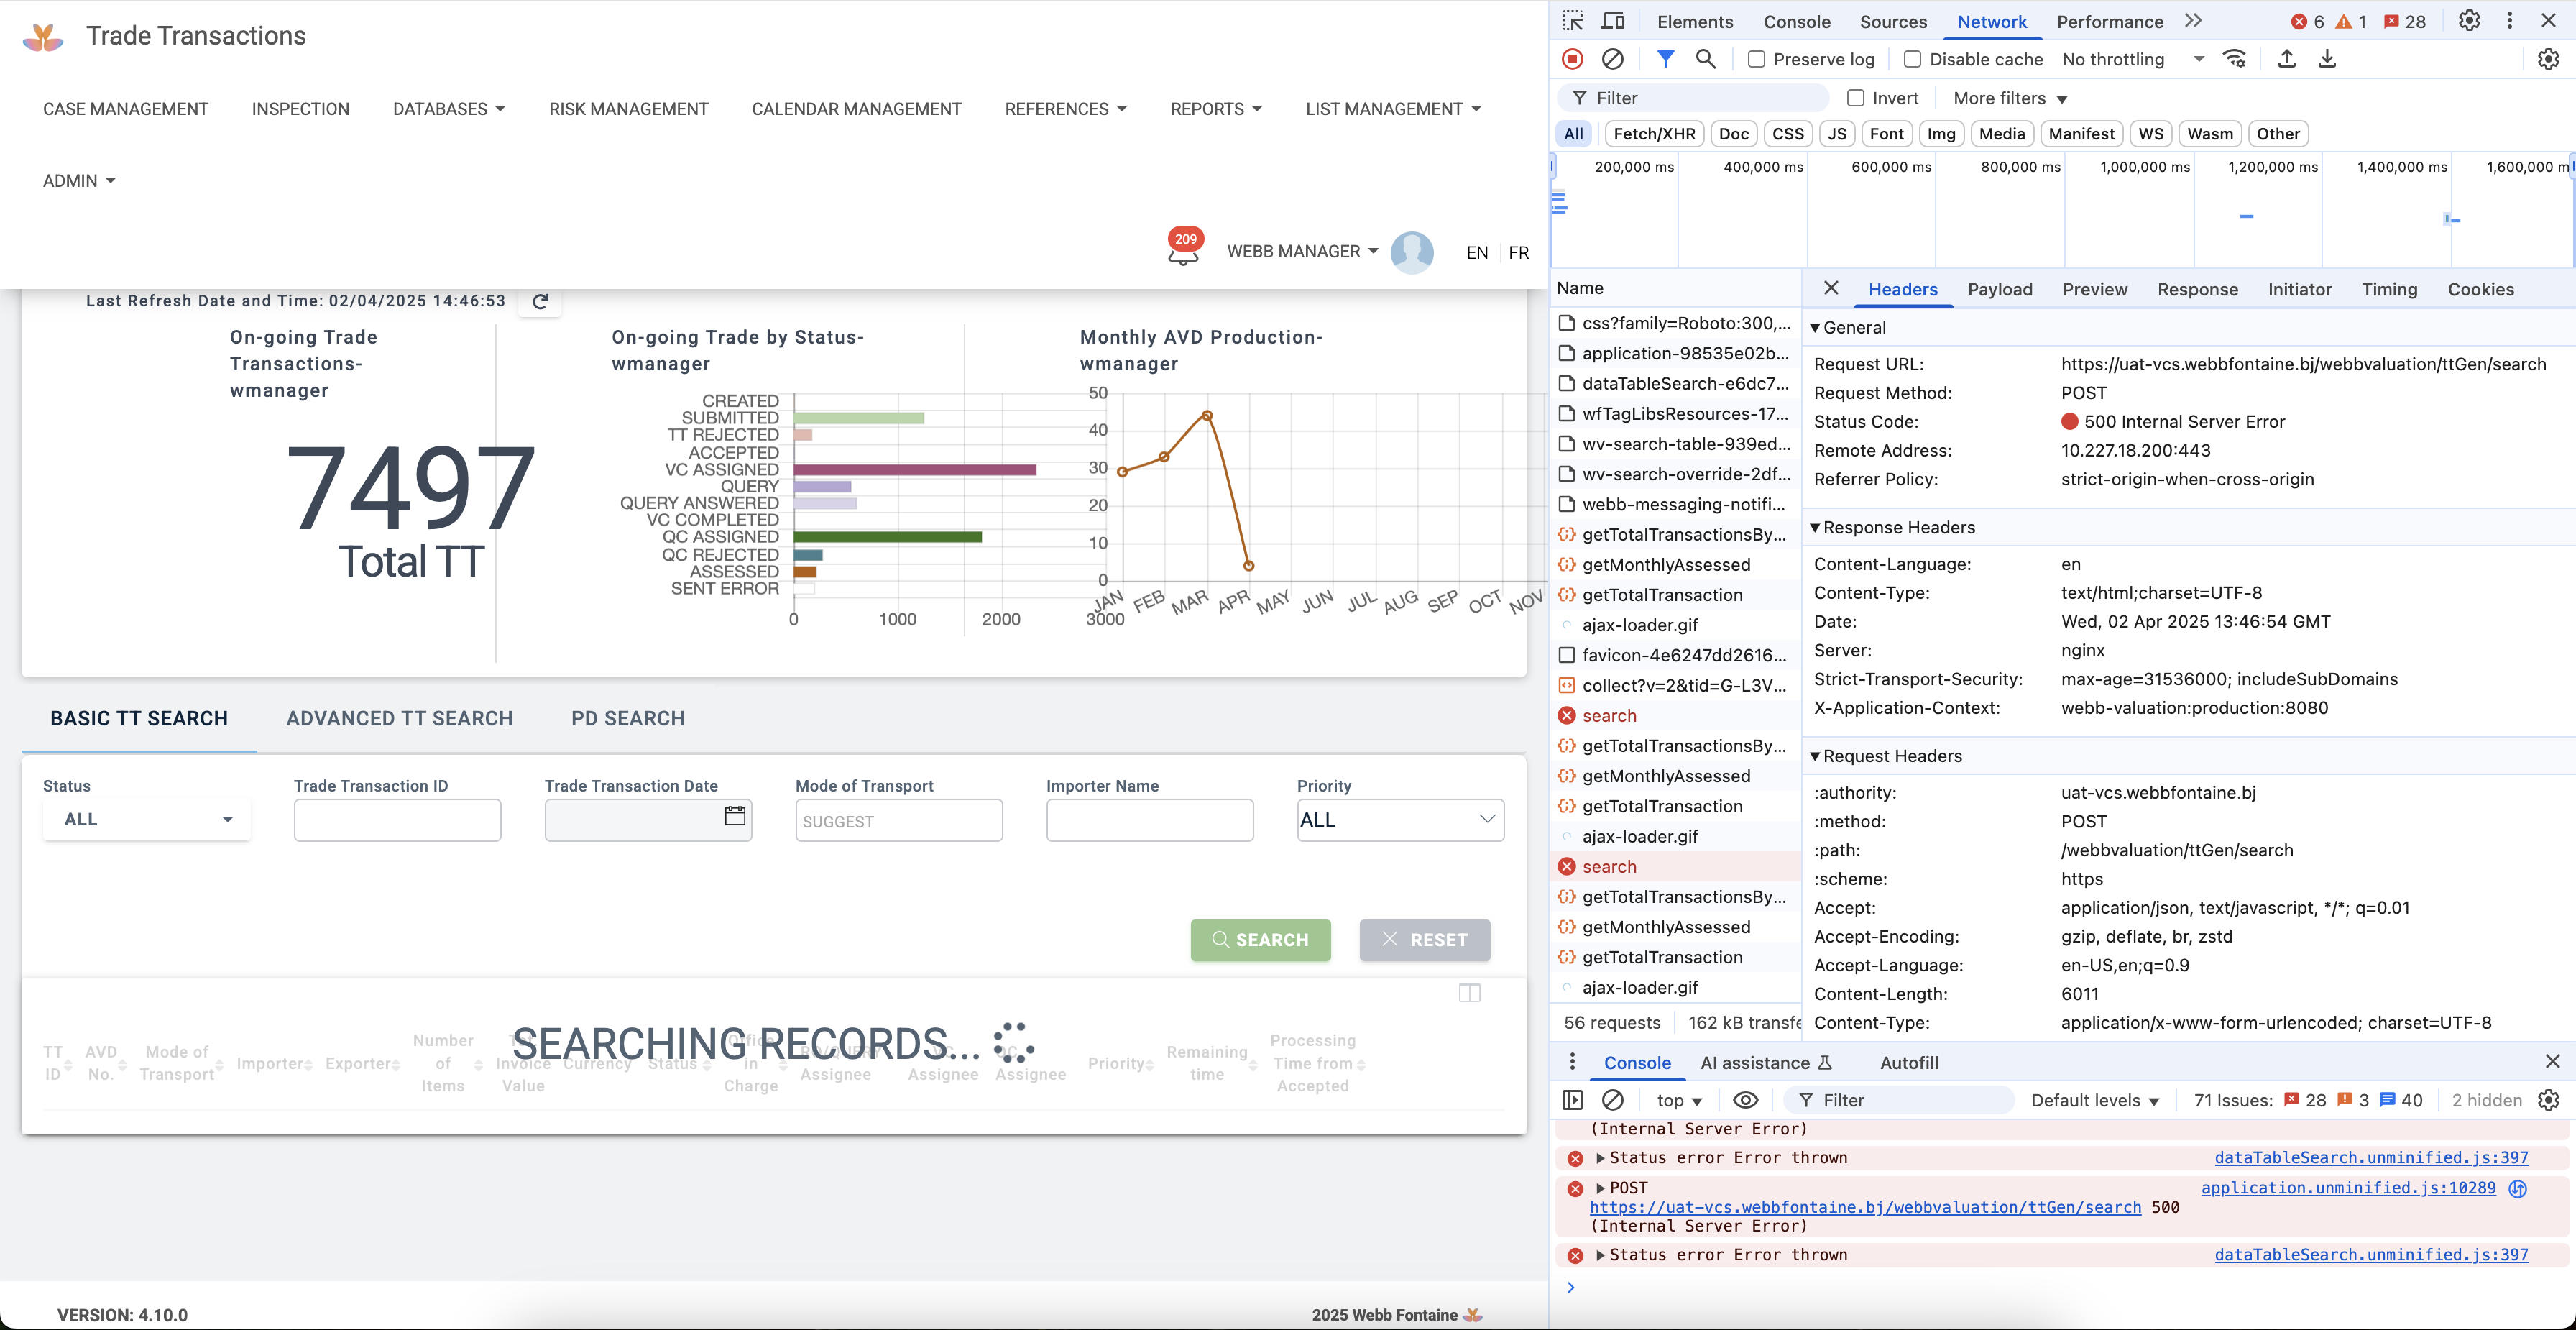 Trade Transactions
CASE MANAGEMENT INSPECTION DATABASES RISK MANAGEMENT CALENDAR MANAGEMENT REFERENCES REPORTS LIST MANAGEMENT
ADMIN
209 WEBB MANAGER EN FR
Last Refresh Date and Time: 02/04/2025 14:46:53
On-going Trade
Transactions-
wmanager
7497
Total TT
On-going Trade by Status-
wmanager
CREATED
SUBMITTED
TT REJECTED
ACCEPTED
VC ASSIGNED
QUERY
QUERY ANSWERED
VC COMPLETED
QC ASSIGNED
QC REJECTED
ASSESSED
SENT ERROR
0 1000 2000 3000
Monthly AVD Production-
wmanager
50
40
30
20
10
0
JAN FEB MAR APR MAY JUN JUL AUG SEP OCT NOV
BASIC TT SEARCH ADVANCED TT SEARCH PD SEARCH
Status Trade Transaction ID Trade Transaction Date Mode of Transport Importer Name Priority
ALL SUGGEST ALL
SEARCH RESET
SEARCHING RECORDS...
TT ID
AVD No.
Mode of Transport
Importer
Exporter
Number of Items
Invoice Value
Currency
Status
Office in Charge
Assignee
Assignee
Assignee
Priority
Remaining time
Processing Time from Accepted
VERSION: 4.10.0
2025 Webb Fontaine
Elements Console Sources Network Performance 6 1 28
Preserve log Disable cache No throttling
Filter Invert More filters
All Fetch/XHR Doc CSS JS Font Img Media Manifest WS Wasm Other
200,000 ms 400,000 ms 600,000 ms 800,000 ms 1,000,000 ms 1,200,000 ms 1,400,000 ms 1,600,000 m
Name
css?family=Roboto:300,...
application-98535e02b...
dataTableSearch-e6dc7...
wfTagLibsResources-17...
wv-search-table-939ed...
wv-search-override-2df...
webb-messaging-notifi...
getTotalTransactionsBy...
getMonthlyAssessed
getTotalTransaction
ajax-loader.gif
favicon-4e6247dd2616...
collect?v=2&tid=G-L3V...
search
getTotalTransactionsBy...
getMonthlyAssessed
getTotalTransaction
ajax-loader.gif
search
getTotalTransactionsBy...
getMonthlyAssessed
getTotalTransaction
ajax-loader.gif
56 requests 162 kB transfe
Headers Payload Preview Response Initiator Timing Cookies
General
Request URL: https://uat-vcs.webbfontaine.bj/webbvaluation/ttGen/search
Request Method: POST
Status Code: 500 Internal Server Error
Remote Address: 10.227.18.200:443
Referrer Policy: strict-origin-when-cross-origin
Response Headers
Content-Language: en
Content-Type: text/html;charset=UTF-8
Date: Wed, 02 Apr 2025 13:46:54 GMT
Server: nginx
Strict-Transport-Security: max-age=31536000; includeSubDomains
X-Application-Context: webb-valuation:production:8080
Request Headers
:authority: uat-vcs.webbfontaine.bj
:method: POST
:path: /webbvaluation/ttGen/search
:scheme: https
Accept: application/json, text/javascript, */*; q=0.01
Accept-Encoding: gzip, deflate, br, zstd
Accept-Language: en-US,en;q=0.9
Content-Length: 6011
Content-Type: application/x-www-form-urlencoded; charset=UTF-8
Console AI assistance Autofill
top Filter Default levels 71 Issues: 28 3 40 2 hidden
(Internal Server Error)
Status error Error thrown dataTableSearch.unminified.js:397
POST application.unminified.js:10289
https://uat-vcs.webbfontaine.bj/webbvaluation/ttGen/search 500
(Internal Server Error)
Status error Error thrown dataTableSearch.unminified.js:397